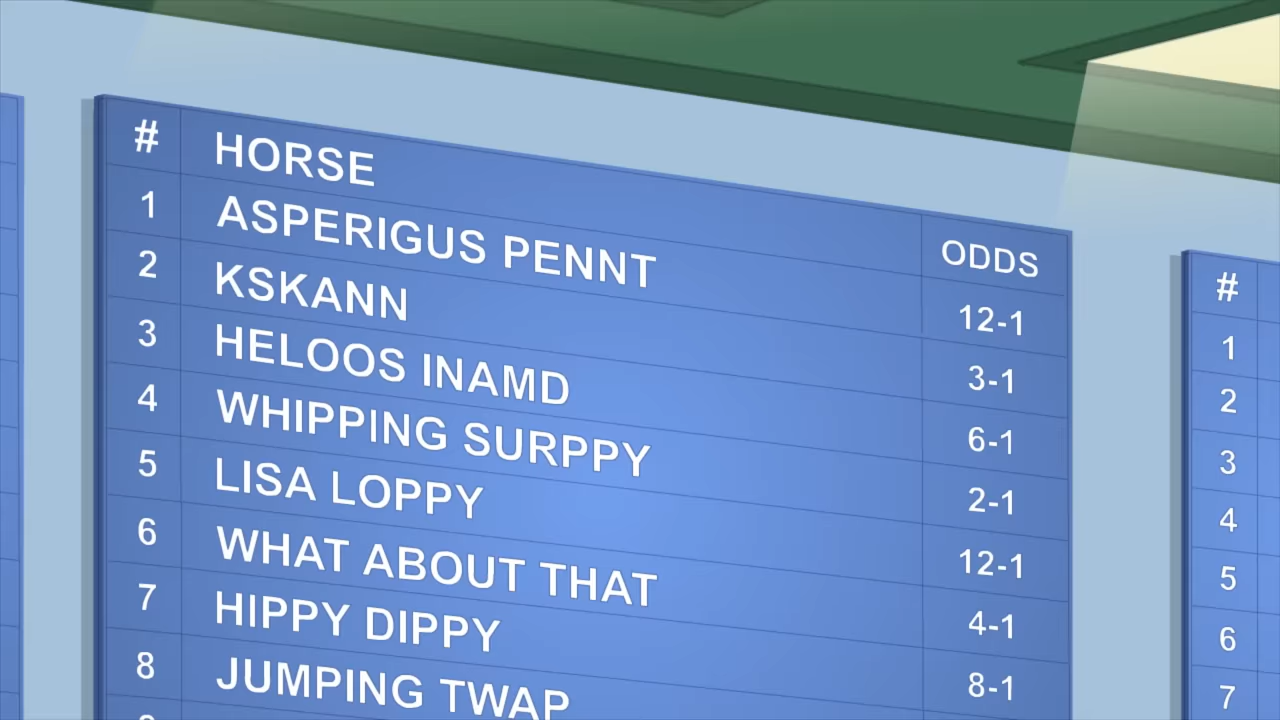 # HORSE ODDS
1 ASPERIGUS PENNT 12-1
2 KSKANN 3-1
3 HELOOS INAMD 6-1
4 WHIPPING SURPPY 2-1
5 LISA LOPPY 12-1
6 WHAT ABOUT THAT 4-1
7 HIPPY DIPPY 8-1
8 JUMPING TWAP
#
1
2
3
4
5
6
7